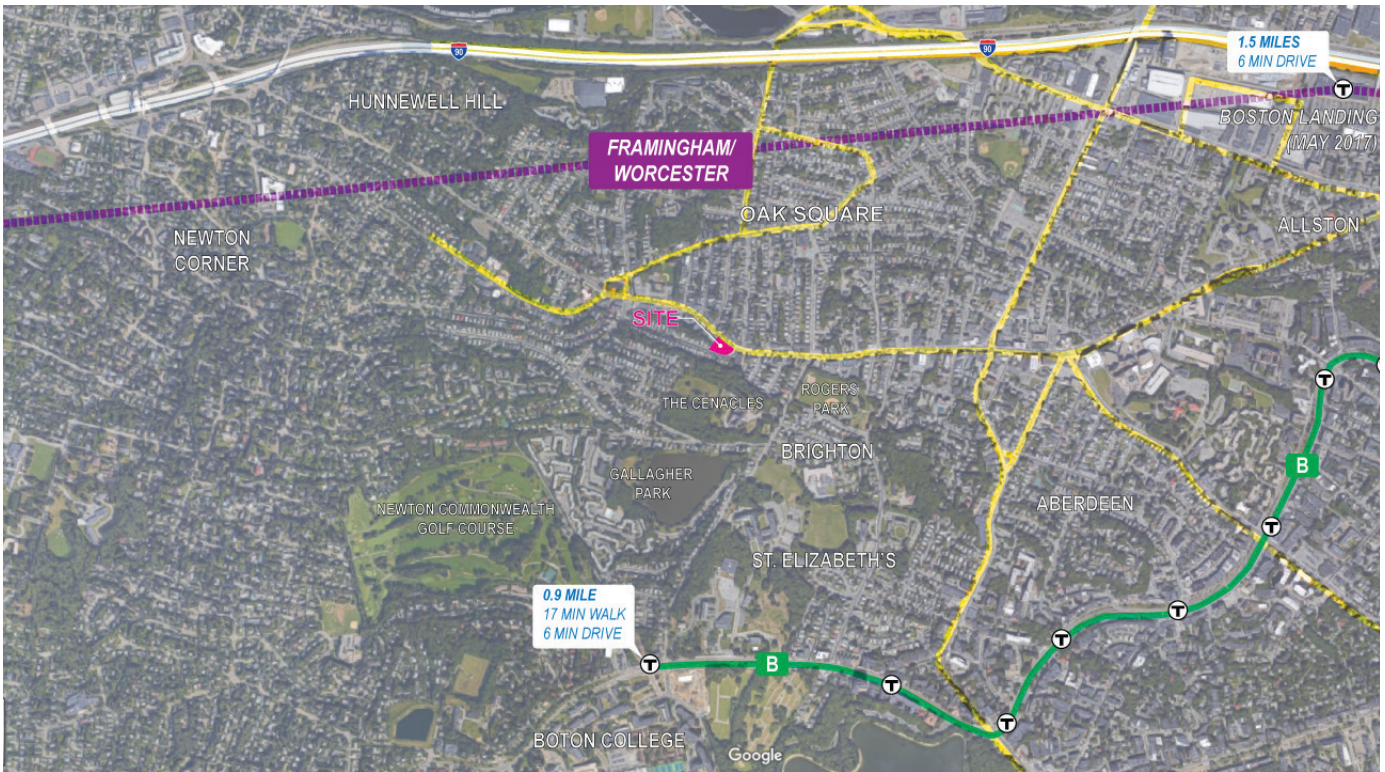 90
90
1.5 MILES
6 MIN DRIVE
T
BOSTON LANDING
(MAY 2017)
HUNNEWELL HILL
FRAMINGHAM/
WORCESTER
OAK SQUARE
ALLSTON
NEWTON
CORNER
SITE
T
THE CENACLES
ROGERS
PARK
BRIGHTON
B
GALLAGHER
PARK
NEWTON COMMONWEALTH
GOLF COURSE
ABERDEEN
T
ST. ELIZABETH'S
0.9 MILE
17 MIN WALK
6 MIN DRIVE
T
T
T
B
T
T
BOTON COLLEGE
Google